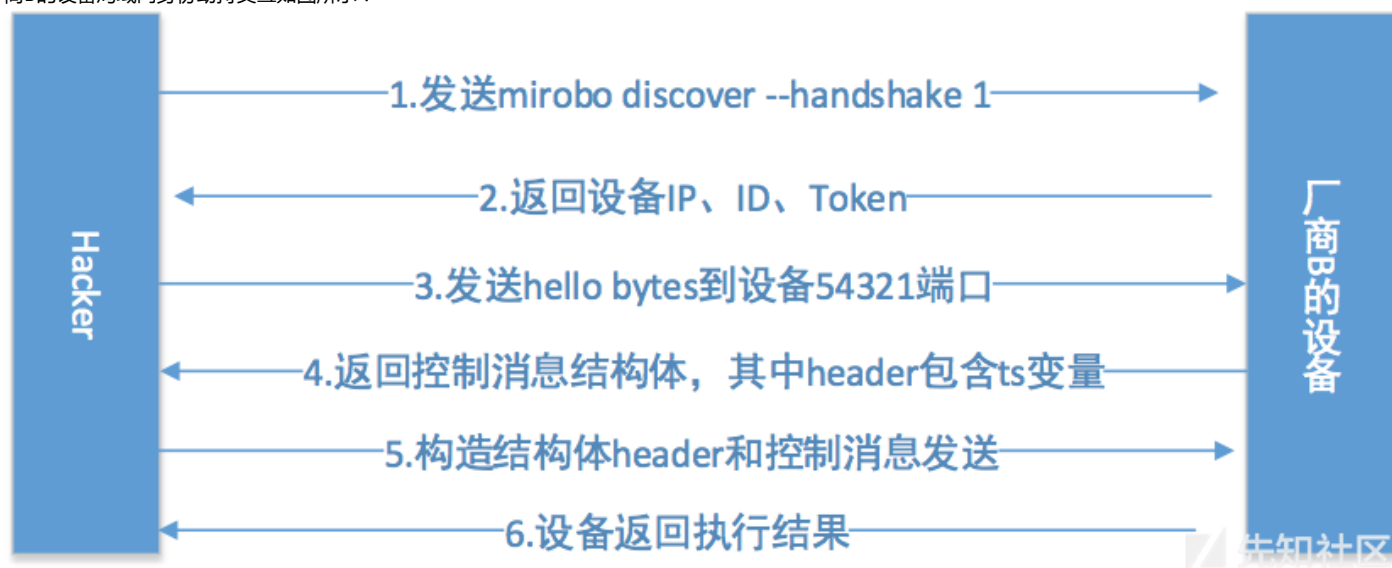 Hacker
1.发送mirobo discover --handshake 1
2.返回设备IP、ID、Token
3.发送hello bytes到设备54321端口
4.返回控制消息结构体，其中header包含ts变量
5.构造结构体header和控制消息发送
6.设备返回执行结果
厂商B的设备
先知社区